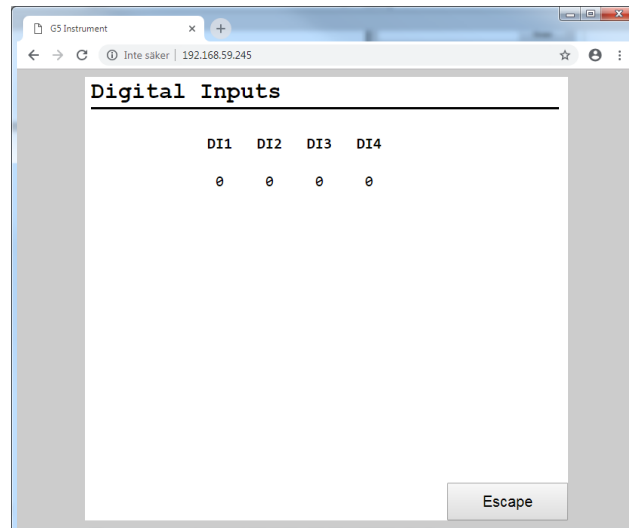 G5 Instrument
Inte säker | 192.168.59.245
Digital Inputs
DI1 DI2 DI3 DI4
0 0 0 0
Escape